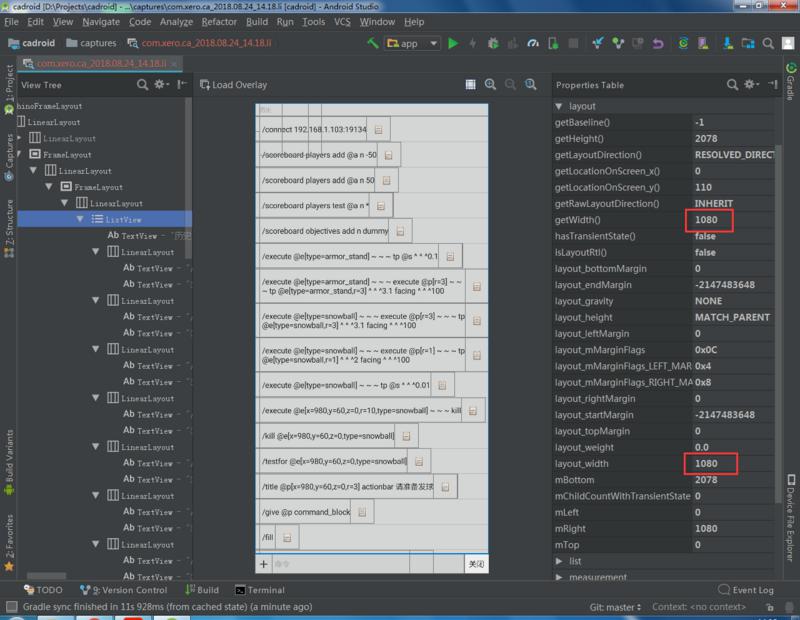 cadroid [D:\Projects\cadroid] - ...\captures\com.xero.ca_2018.08.24_14.18.li [cadroid] - Android Studio
File Edit View Navigate Code Analyze Refactor Build Run Tools VCS Window Help
cadroid captures com.xero.ca_2018.08.24_14.18.li app
com.xero.ca_2018.08.24_14.18.li
View Tree
Load Overlay
Properties Table
1: Project
Captures
Z: Structure
Build Variants
2: Favorites
Gradle
Device File Explorer
hinoFrameLayout
LinearLayout
LinearLayout
FrameLayout
LinearLayout
FrameLayout
LinearLayout
ListView
TextView - "历史
LinearLayout
TextView - "/
TextView - "
LinearLayout
TextView - "/
TextView - "
LinearLayout
TextView - "/
TextView - "
LinearLayout
TextView - "/
TextView - "
LinearLayout
TextView - "/
TextView - "
LinearLayout
TextView - "/
TextView - "
LinearLayout
TextView - "/
TextView - "
历史
/connect 192.168.1.103:19134
/scoreboard players add @a n -50
/scoreboard players add @a n 50
/scoreboard players test @a n *
/scoreboard objectives add n dummy
/execute @e[type=armor_stand] ~ ~ ~ tp @s ^ ^ ^0.1
/execute @e[type=armor_stand] ~ ~ ~ execute @p[r=3] ~ ~
~ tp @e[type=armor_stand,r=3] ^ ^ ^3.1 facing ^ ^ ^100
/execute @e[type=snowball] ~ ~ ~ execute @p[r=3] ~ ~ ~ tp
@e[type=snowball,r=3] ^ ^ ^3.1 facing ^ ^ ^100
/execute @e[type=snowball] ~ ~ ~ execute @p[r=1] ~ ~ ~ tp
@e[type=snowball,r=1] ^ ^ ^2 facing ^ ^ ^100
/execute @e[type=snowball] ~ ~ ~ tp @s ^ ^ ^0.01
/execute @e[x=980,y=60,z=0,r=10,type=snowball] ~ ~ ~ kill
/kill @e[x=980,y=60,z=0,type=snowball]
/testfor @e[x=980,y=60,z=0,type=snowball]
/title @p[x=980,y=60,z=0,r=3] actionbar 请准备发球
/give @p command_block
/fill
+ 命令 关闭
layout
getBaseline() -1
getHeight() 2078
getLayoutDirection() RESOLVED_DIRECT
getLocationOnScreen_x() 0
getLocationOnScreen_y() 110
getRawLayoutDirection() INHERIT
getWidth() 1080
hasTransientState() false
isLayoutRtl() false
layout_bottomMargin 0
layout_endMargin -2147483648
layout_gravity NONE
layout_height MATCH_PARENT
layout_leftMargin 0
layout_mMarginFlags 0x0C
layout_mMarginFlags_LEFT_MAR 0x4
layout_mMarginFlags_RIGHT_MA 0x8
layout_rightMargin 0
layout_startMargin -2147483648
layout_topMargin 0
layout_weight 0.0
layout_width 1080
mBottom 2078
mChildCountWithTransientState 0
mLeft 0
mRight 1080
mTop 0
list
measurement
TODO 9: Version Control Build Terminal Event Log
Gradle sync finished in 11s 928ms (from cached state) (a minute ago) Git: master Context: <no context>